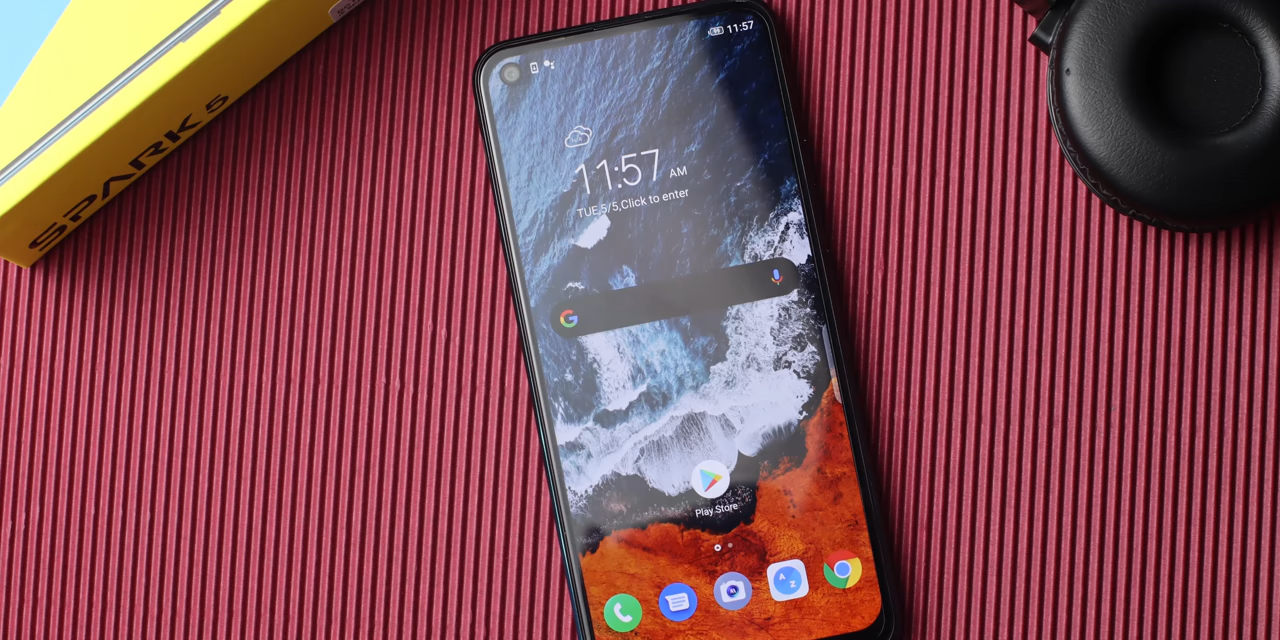 SPARK 5
11:57
11:57 AM
TUE,5/5,Click to enter
G
Play Store
A
Z